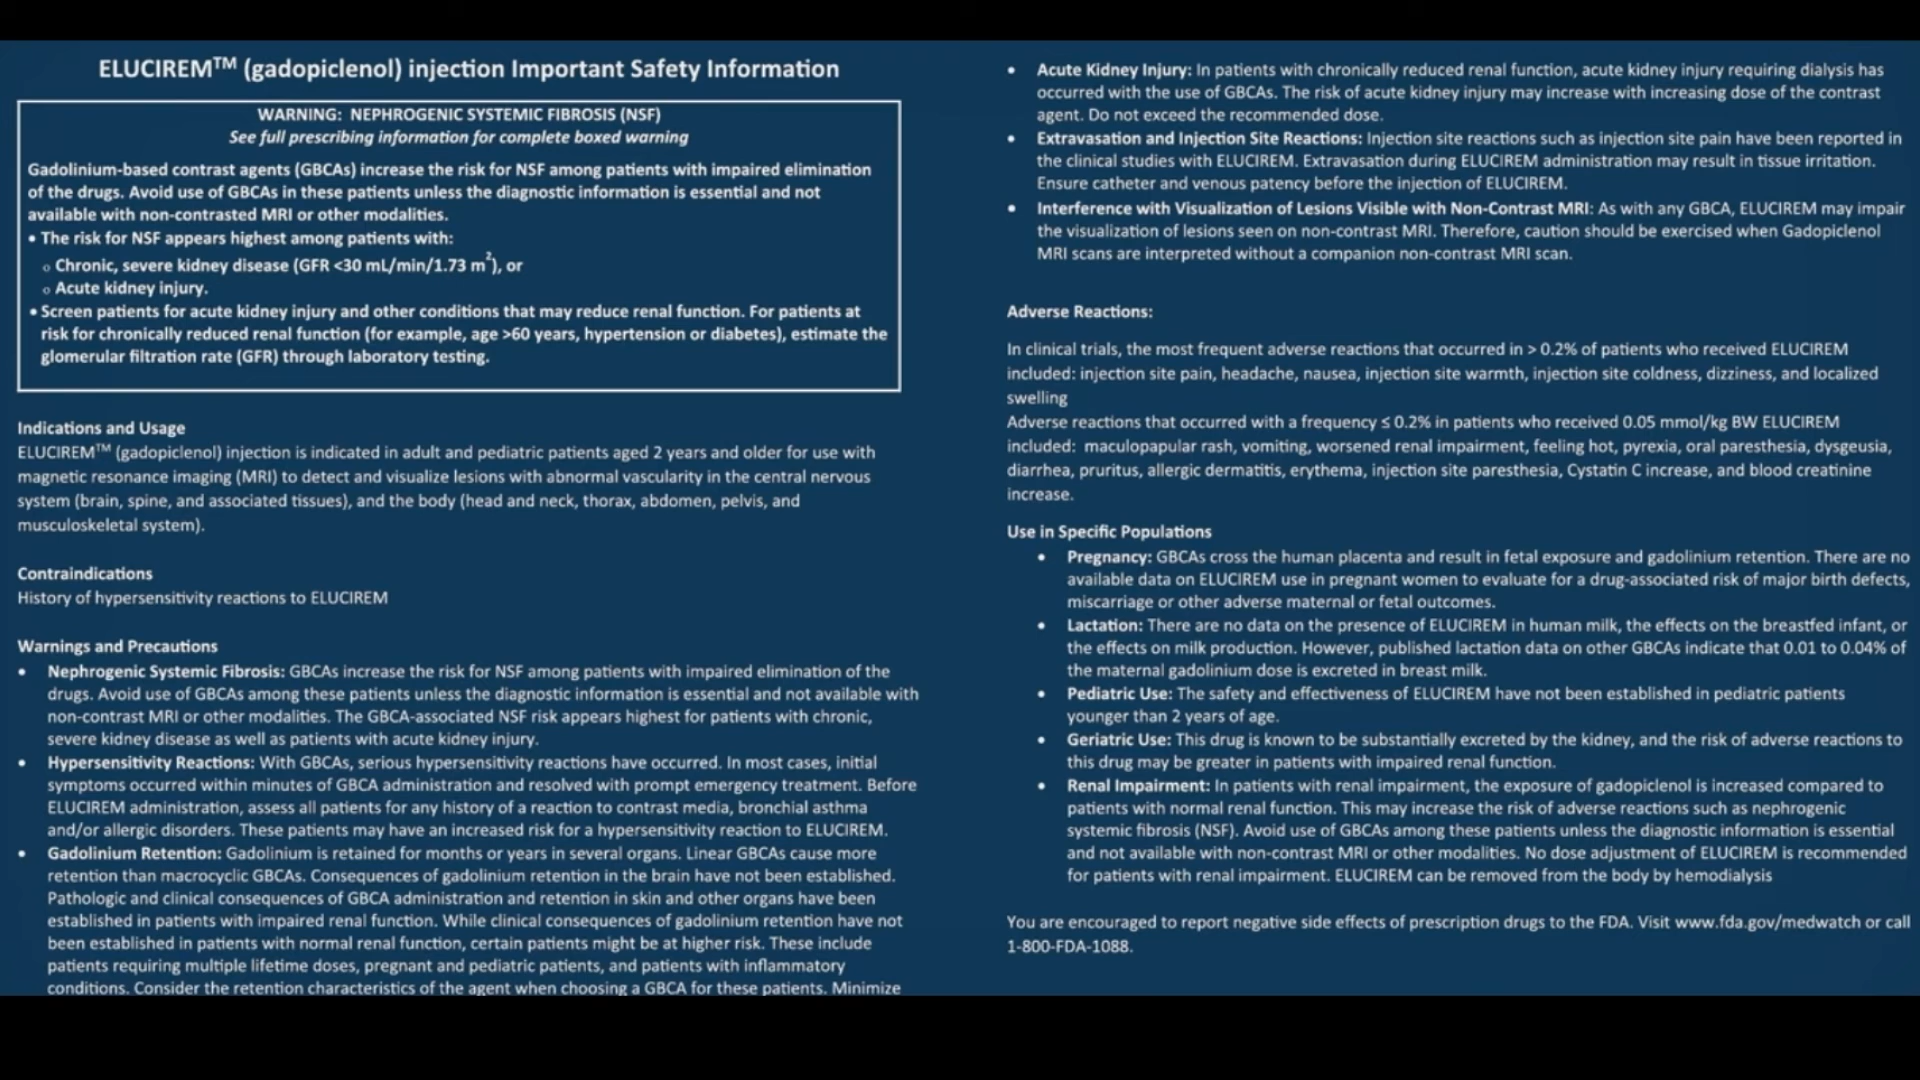 ELUCIREM™ (gadopiclenol) injection Important Safety Information
WARNING: NEPHROGENIC SYSTEMIC FIBROSIS (NSF)
See full prescribing information for complete boxed warning
Gadolinium-based contrast agents (GBCAs) increase the risk for NSF among patients with impaired elimination
of the drugs. Avoid use of GBCAs in these patients unless the diagnostic information is essential and not
available with non-contrasted MRI or other modalities.
• The risk for NSF appears highest among patients with:
o Chronic, severe kidney disease (GFR <30 mL/min/1.73 m²), or
o Acute kidney injury.
• Screen patients for acute kidney injury and other conditions that may reduce renal function. For patients at
risk for chronically reduced renal function (for example, age >60 years, hypertension or diabetes), estimate the
glomerular filtration rate (GFR) through laboratory testing.
Indications and Usage
ELUCIREM™ (gadopiclenol) injection is indicated in adult and pediatric patients aged 2 years and older for use with
magnetic resonance imaging (MRI) to detect and visualize lesions with abnormal vascularity in the central nervous
system (brain, spine, and associated tissues), and the body (head and neck, thorax, abdomen, pelvis, and
musculoskeletal system).
Contraindications
History of hypersensitivity reactions to ELUCIREM
Warnings and Precautions
• Nephrogenic Systemic Fibrosis: GBCAs increase the risk for NSF among patients with impaired elimination of the
drugs. Avoid use of GBCAs among these patients unless the diagnostic information is essential and not available with
non-contrast MRI or other modalities. The GBCA-associated NSF risk appears highest for patients with chronic,
severe kidney disease as well as patients with acute kidney injury.
• Hypersensitivity Reactions: With GBCAs, serious hypersensitivity reactions have occurred. In most cases, initial
symptoms occurred within minutes of GBCA administration and resolved with prompt emergency treatment. Before
ELUCIREM administration, assess all patients for any history of a reaction to contrast media, bronchial asthma
and/or allergic disorders. These patients may have an increased risk for a hypersensitivity reaction to ELUCIREM.
• Gadolinium Retention: Gadolinium is retained for months or years in several organs. Linear GBCAs cause more
retention than macrocyclic GBCAs. Consequences of gadolinium retention in the brain have not been established.
Pathologic and clinical consequences of GBCA administration and retention in skin and other organs have been
established in patients with impaired renal function. While clinical consequences of gadolinium retention have not
been established in patients with normal renal function, certain patients might be at higher risk. These include
patients requiring multiple lifetime doses, pregnant and pediatric patients, and patients with inflammatory
conditions. Consider the retention characteristics of the agent when choosing a GBCA for these patients. Minimize
• Acute Kidney Injury: In patients with chronically reduced renal function, acute kidney injury requiring dialysis has
occurred with the use of GBCAs. The risk of acute kidney injury may increase with increasing dose of the contrast
agent. Do not exceed the recommended dose.
• Extravasation and Injection Site Reactions: Injection site reactions such as injection site pain have been reported in
the clinical studies with ELUCIREM. Extravasation during ELUCIREM administration may result in tissue irritation.
Ensure catheter and venous patency before the injection of ELUCIREM.
• Interference with Visualization of Lesions Visible with Non-Contrast MRI: As with any GBCA, ELUCIREM may impair
the visualization of lesions seen on non-contrast MRI. Therefore, caution should be exercised when Gadopiclenol
MRI scans are interpreted without a companion non-contrast MRI scan.
Adverse Reactions:
In clinical trials, the most frequent adverse reactions that occurred in > 0.2% of patients who received ELUCIREM
included: injection site pain, headache, nausea, injection site warmth, injection site coldness, dizziness, and localized
swelling
Adverse reactions that occurred with a frequency ≤ 0.2% in patients who received 0.05 mmol/kg BW ELUCIREM
included: maculopapular rash, vomiting, worsened renal impairment, feeling hot, pyrexia, oral paresthesia, dysgeusia,
diarrhea, pruritus, allergic dermatitis, erythema, injection site paresthesia, Cystatin C increase, and blood creatinine
increase.
Use in Specific Populations
• Pregnancy: GBCAs cross the human placenta and result in fetal exposure and gadolinium retention. There are no
available data on ELUCIREM use in pregnant women to evaluate for a drug-associated risk of major birth defects,
miscarriage or other adverse maternal or fetal outcomes.
• Lactation: There are no data on the presence of ELUCIREM in human milk, the effects on the breastfed infant, or
the effects on milk production. However, published lactation data on other GBCAs indicate that 0.01 to 0.04% of
the maternal gadolinium dose is excreted in breast milk.
• Pediatric Use: The safety and effectiveness of ELUCIREM have not been established in pediatric patients
younger than 2 years of age.
• Geriatric Use: This drug is known to be substantially excreted by the kidney, and the risk of adverse reactions to
this drug may be greater in patients with impaired renal function.
• Renal Impairment: In patients with renal impairment, the exposure of gadopiclenol is increased compared to
patients with normal renal function. This may increase the risk of adverse reactions such as nephrogenic
systemic fibrosis (NSF). Avoid use of GBCAs among these patients unless the diagnostic information is essential
and not available with non-contrast MRI or other modalities. No dose adjustment of ELUCIREM is recommended
for patients with renal impairment. ELUCIREM can be removed from the body by hemodialysis
You are encouraged to report negative side effects of prescription drugs to the FDA. Visit www.fda.gov/medwatch or call
1-800-FDA-1088.